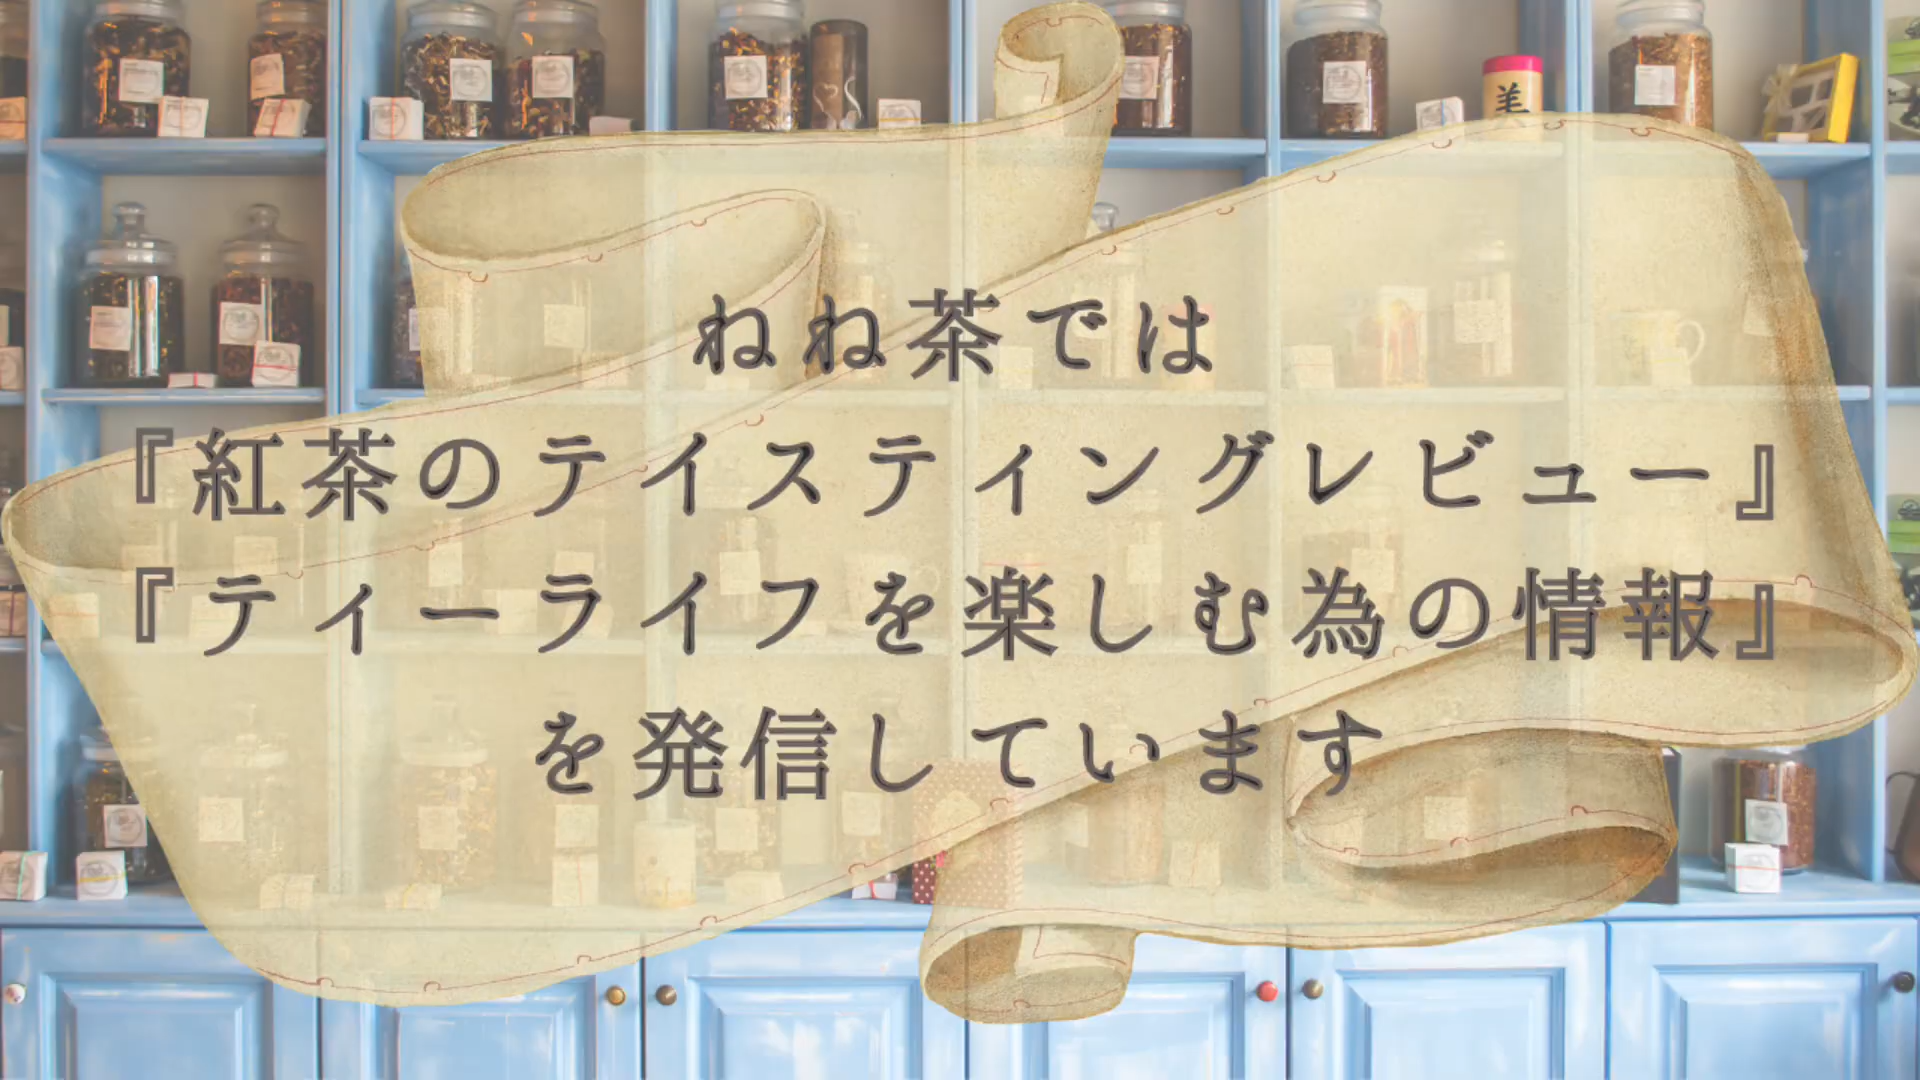 美
ねね茶では
『紅茶のテイスティングレビュー』
『ティーライフを楽しむ為の情報』
を発信しています